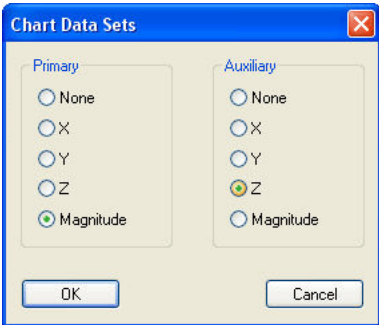 Chart Data Sets
Primary
Auxiliary
None
None
X
X
Y
Y
Z
Z
Magnitude
Magnitude
OK
Cancel